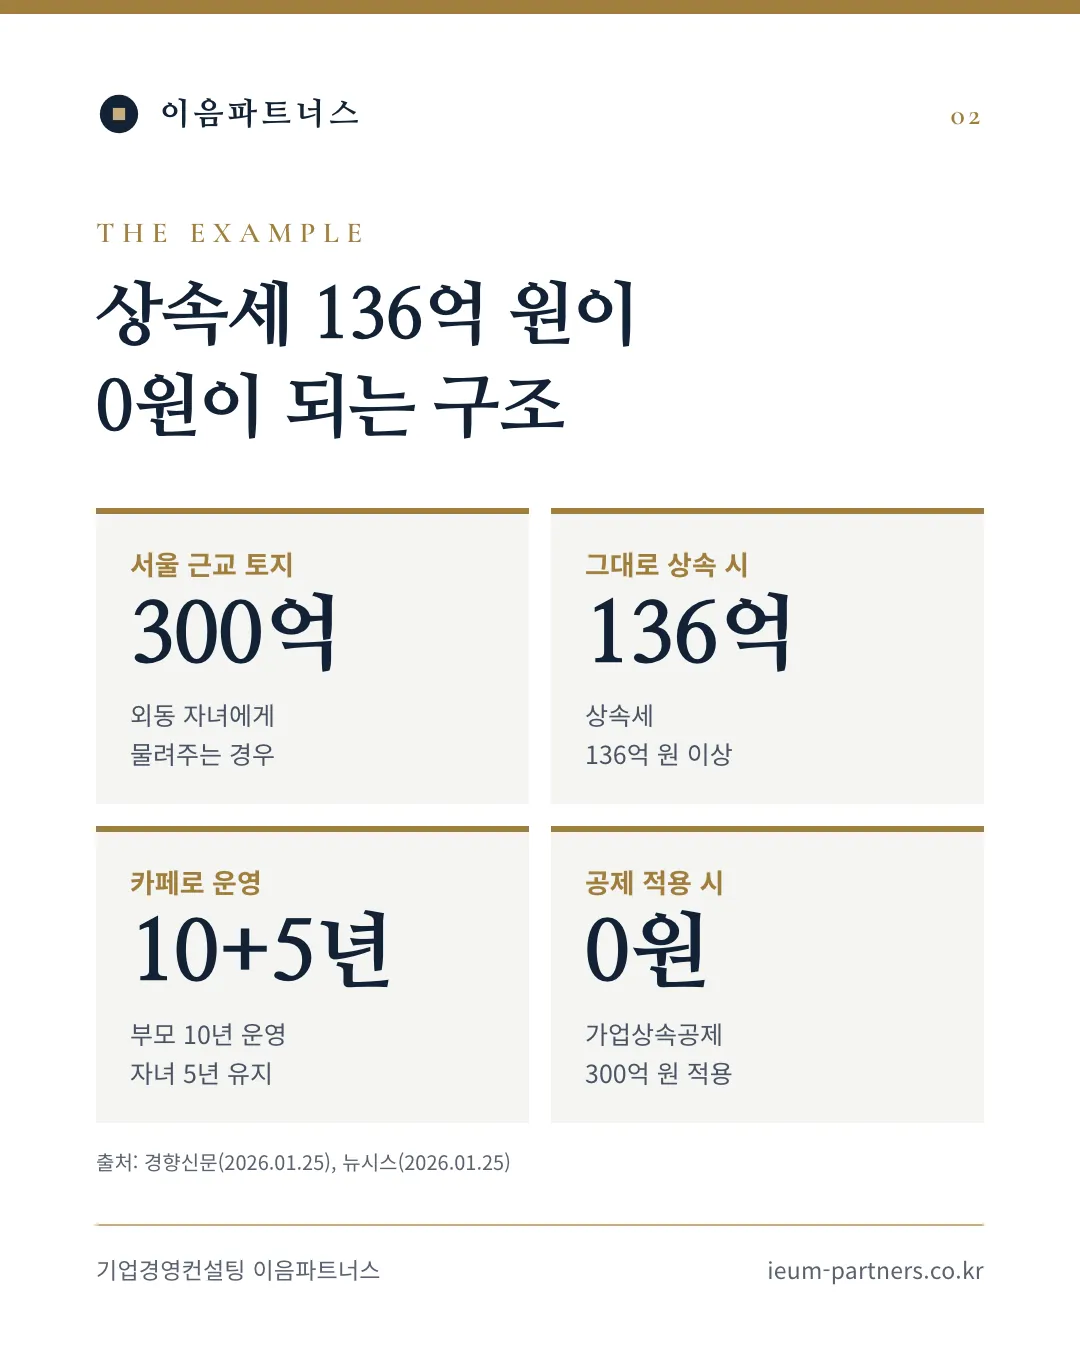 이음파트너스
02
THE EXAMPLE
상속세 136억 원이
0원이 되는 구조
서울 근교 토지
300억
외동 자녀에게
물려주는 경우
그대로 상속 시
136억
상속세
136억 원 이상
카페로 운영
10+5년
부모 10년 운영
자녀 5년 유지
공제 적용 시
0원
가업상속공제
300억 원 적용
출처: 경향신문(2026.01.25), 뉴시스(2026.01.25)
기업경영컨설팅 이음파트너스
ieum-partners.co.kr